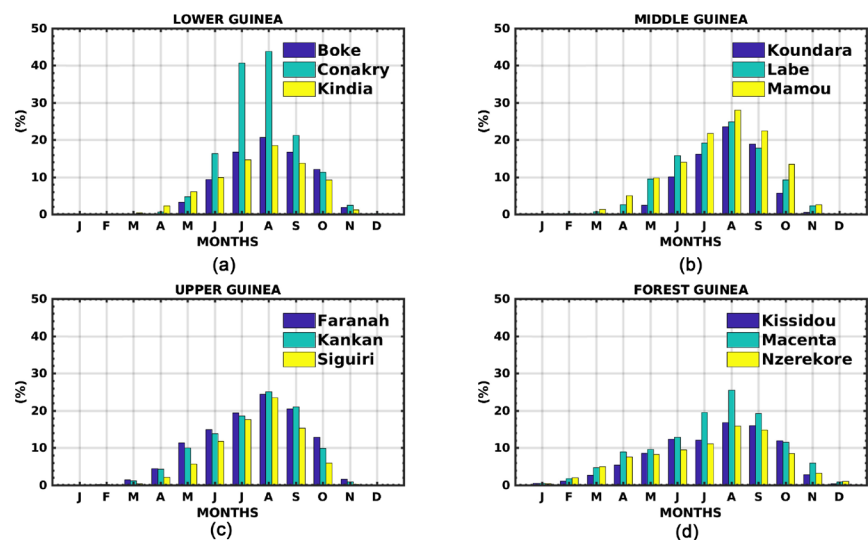 LOWER GUINEA
50
40
30
20
10
0
(%)
Boke
Conakry
Kindia
J F M A M J J A S O N D
MONTHS
(a)
MIDDLE GUINEA
50
40
30
20
10
0
(%)
Koundara
Labe
Mamou
J F M A M J J A S O N D
MONTHS
(b)
UPPER GUINEA
50
40
30
20
10
0
(%)
Faranah
Kankan
Siguiri
J F M A M J J A S O N D
MONTHS
(c)
FOREST GUINEA
50
40
30
20
10
0
(%)
Kissidou
Macenta
Nzerekore
J F M A M J J A S O N D
MONTHS
(d)